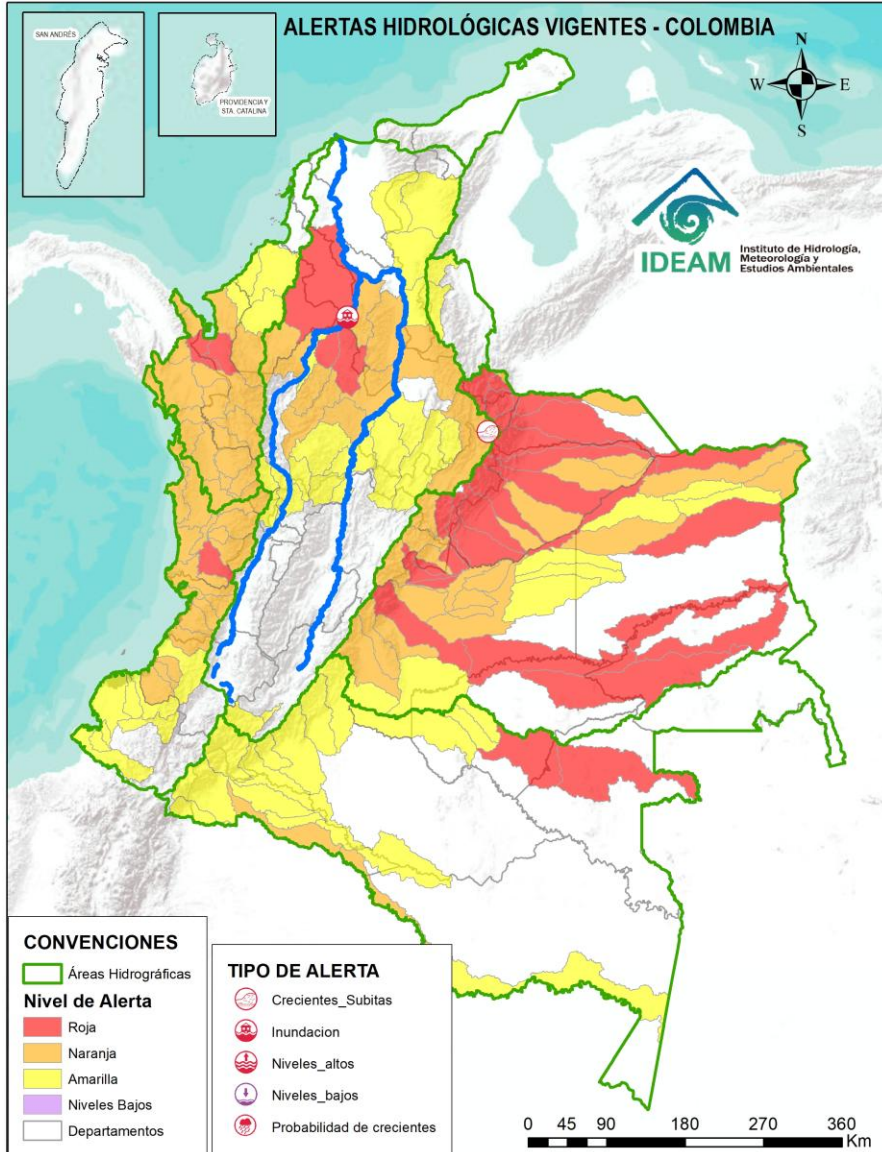 ALERTAS HIDROLÓGICAS VIGENTES - COLOMBIA
SAN ANDRÉS
PROVIDENCIA Y
STA. CATALINA
N
W
E
S
IDEAM
Instituto de Hidrología,
Meteorología y
Estudios Ambientales
CONVENCIONES
Áreas Hidrográficas
Nivel de Alerta
Roja
Naranja
Amarilla
Niveles Bajos
Departamentos
TIPO DE ALERTA
Crecientes_Subitas
Inundacion
Niveles_altos
Niveles_bajos
Probabilidad de crecientes
0 45 90 180 270 360
Km